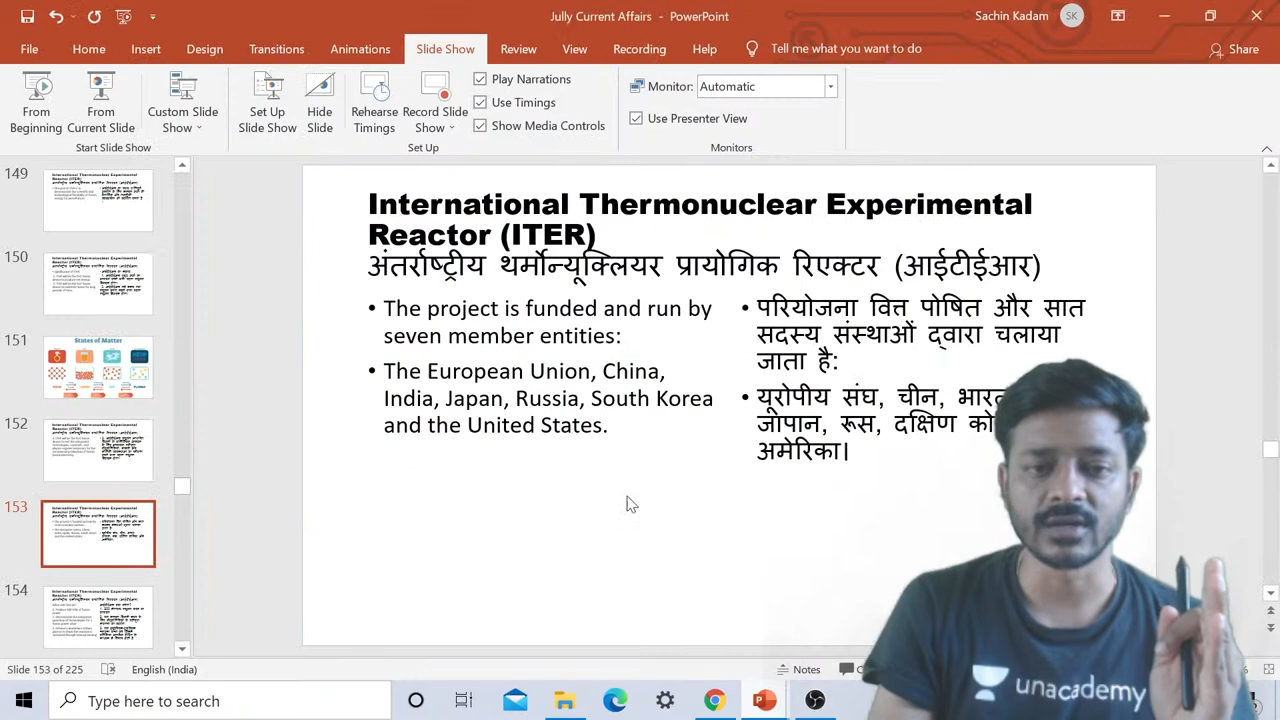 Jully Current Affairs - PowerPoint
Sachin Kadam SK
File Home Insert Design Transitions Animations Slide Show Review View Recording Help Tell me what you want to do Share
From Beginning
From Current Slide
Custom Slide Show
Set Up Slide Show
Hide Slide
Rehearse Timings
Record Slide Show
Play Narrations
Use Timings
Show Media Controls
Monitor: Automatic
Use Presenter View
Start Slide Show Set Up Monitors
149
150
151
States of Matter
152
153
154
International Thermonuclear Experimental
Reactor (ITER)
अंतर्राष्ट्रीय थर्मोन्यूक्लियर प्रायोगिक रिएक्टर (आईटीईआर)
• The project is funded and run by
seven member entities:
• The European Union, China,
India, Japan, Russia, South Korea
and the United States.
• परियोजना वित्त पोषित और सात
सदस्य संस्थाओं द्वारा चलाया
जाता है:
• यूरोपीय संघ, चीन, भारत
जापान, रूस, दक्षिण को
अमेरिका।
unacademy
Slide 153 of 225 English (India) Notes
Type here to search